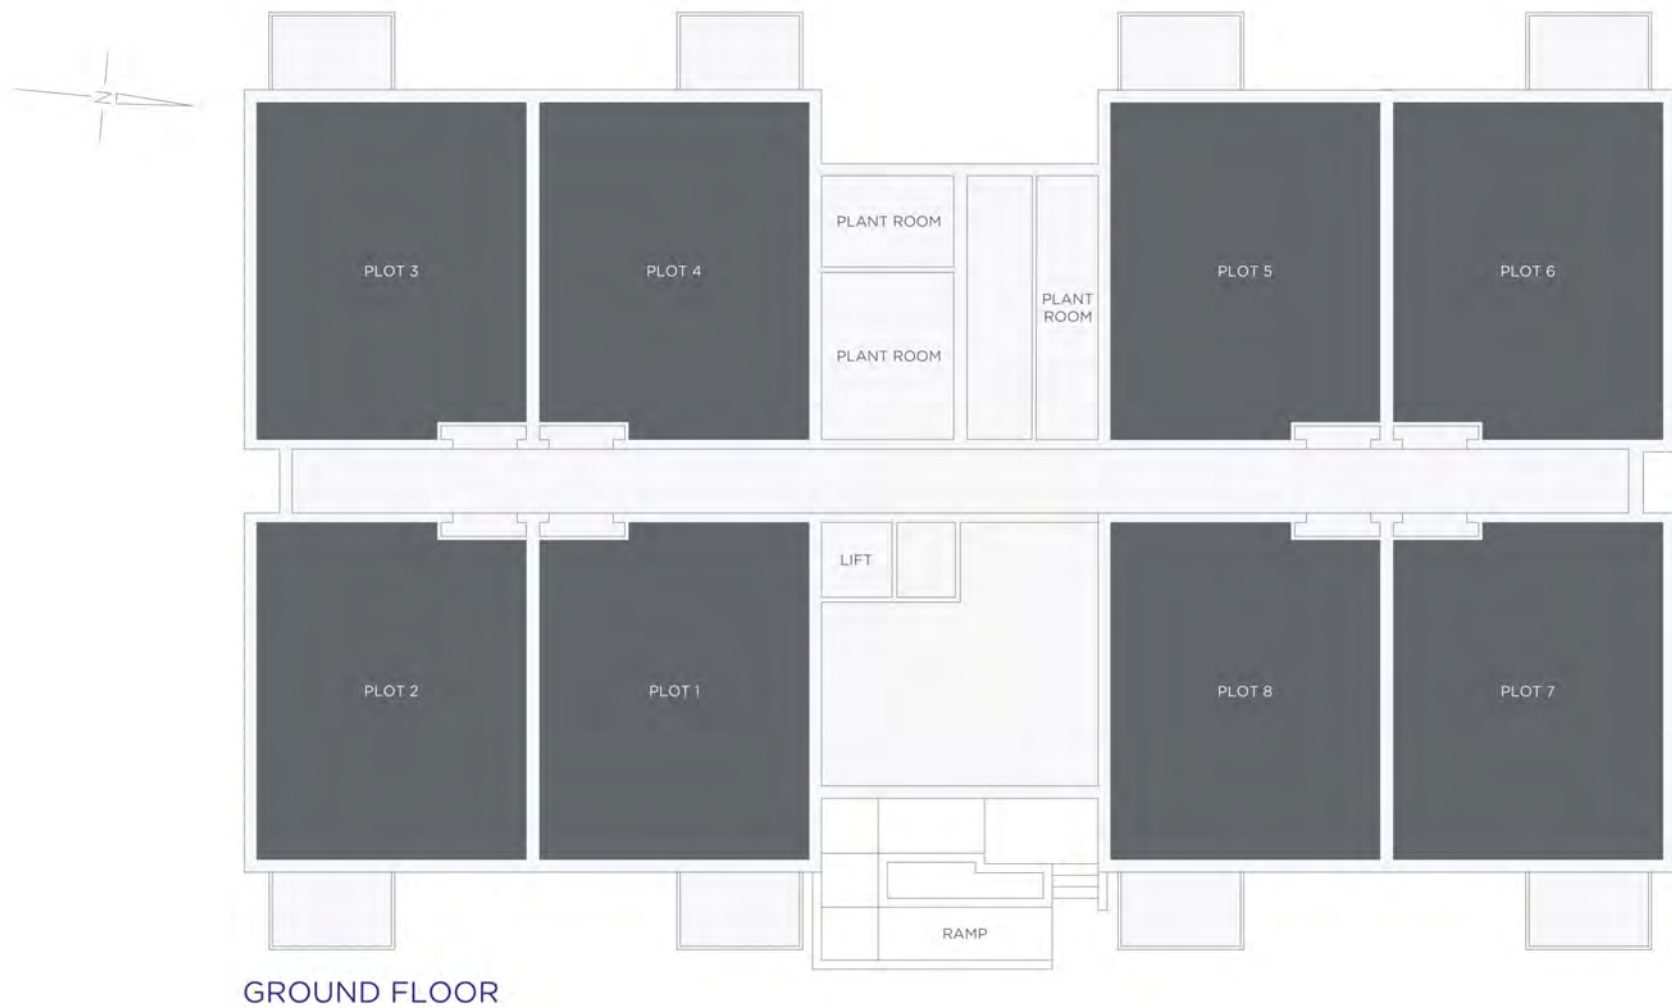 N
PLOT 3
PLOT 4
PLANT ROOM
PLANT ROOM
PLANT
ROOM
PLOT 5
PLOT 6
PLOT 2
PLOT 1
LIFT
PLOT 8
PLOT 7
RAMP
GROUND FLOOR